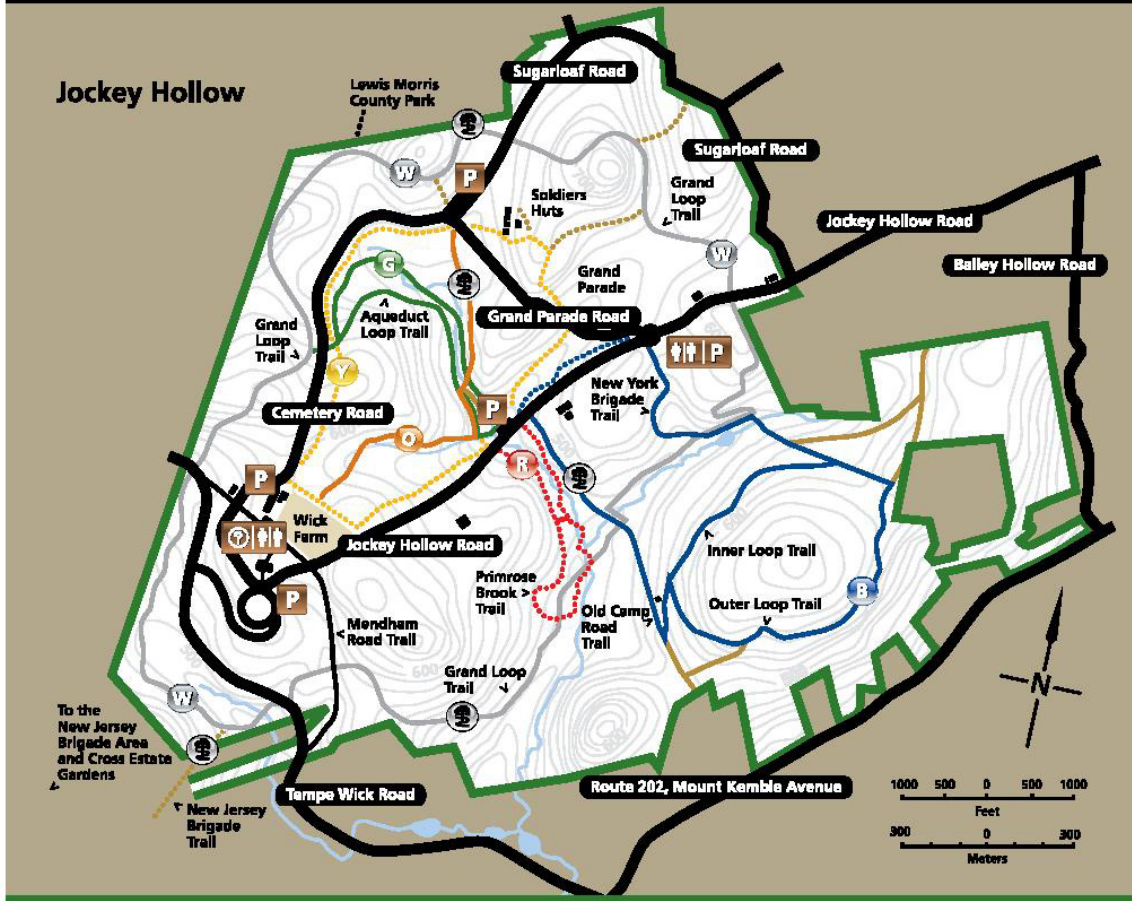 Jockey Hollow
Lewis Morris
County Park
Sugarloaf Road
Sugarloaf Road
W
P
Soldiers
Huts
Grand
Loop
Trail
Jockey Hollow Road
W
Bailey Hollow Road
G
Grand
Parade
Aqueduct
Loop Trail
Grand Parade Road
Grand
Loop
Trail
P
Y
New York
Brigade
Trail
Cemetery Road
P
O
600
R
P
600
Wick
Farm
?
Jockey Hollow Road
Inner Loop Trail
Primrose
Brook
Trail
Outer Loop Trail
B
P
Old Camp
Road
Trail
Mendham
Road Trail
600
Grand Loop
Trail
W
N
To the
New Jersey
Brigade Area
and Cross Estate
Gardens
Tempe Wick Road
Route 202, Mount Kemble Avenue
New Jersey
Brigade
Trail
1000 500 0 500 1000
Feet
300 0 300
Meters